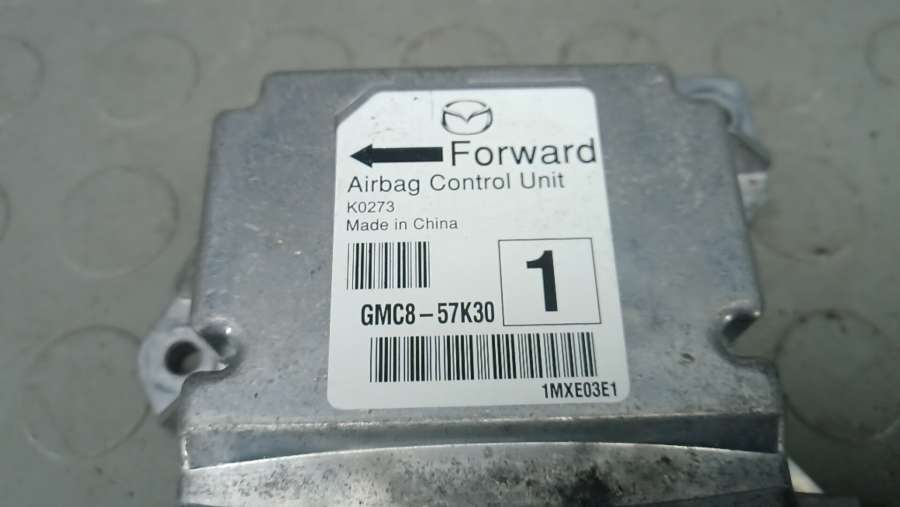 Forward
Airbag Control Unit
K0273
Made in China
GMC8-57K30
1
1MXE03E1